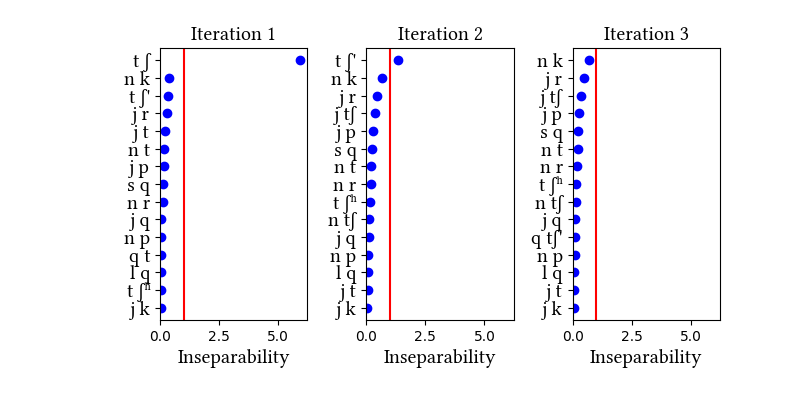 Iteration 1
t ʃ
n k
t ʃ'
j r
j t
n t
j p
s q
n r
j q
n p
q t
l q
t ʃʰ
j k
0.0 2.5 5.0
Inseparability
Iteration 2
t ʃ'
n k
j r
j tʃ
j p
s q
n t
n r
t ʃʰ
n tʃ
j q
n p
l q
j t
j k
0.0 2.5 5.0
Inseparability
Iteration 3
n k
j r
j tʃ
j p
s q
n t
n r
t ʃʰ
n tʃ
j q
q tʃ'
n p
l q
j t
j k
0.0 2.5 5.0
Inseparability